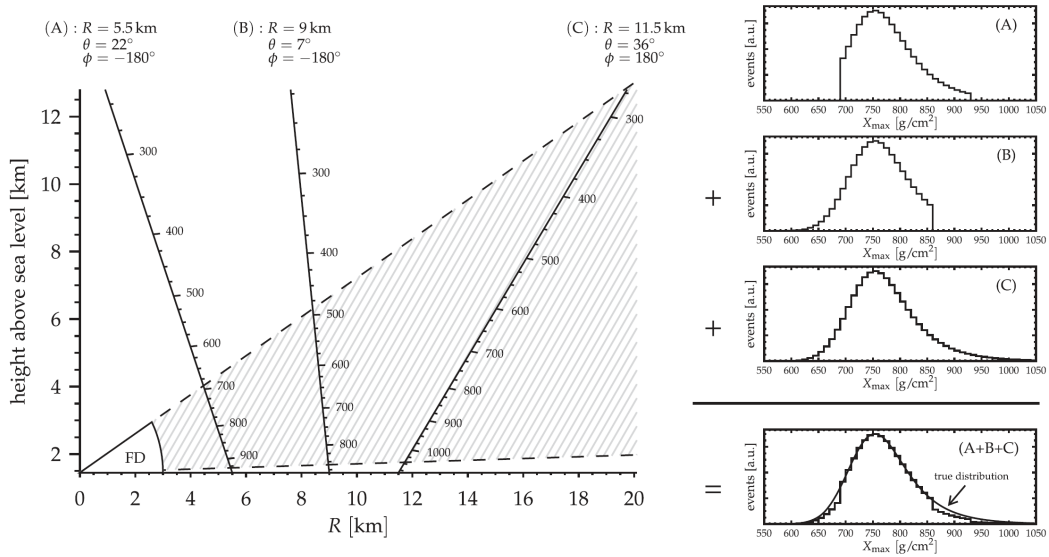 (A) : R = 5.5 km
θ = 22°
ϕ = −180°
(B) : R = 9 km
θ = 7°
ϕ = −180°
(C) : R = 11.5 km
θ = 36°
ϕ = 180°
height above sea level [km]
12
10
8
6
4
2
300
400
500
600
700
800
900
300
400
500
600
700
800
300
400
500
600
700
800
900
1000
FD
0 2 4 6 8 10 12 14 16 18 20
R [km]
(A)
events [a.u.]
550 600 650 700 750 800 850 900 950 1000 1050
Xmax [g/cm²]
+
(B)
events [a.u.]
550 600 650 700 750 800 850 900 950 1000 1050
Xmax [g/cm²]
+
(C)
events [a.u.]
550 600 650 700 750 800 850 900 950 1000 1050
Xmax [g/cm²]
=
(A+B+C)
true distribution
events [a.u.]
550 600 650 700 750 800 850 900 950 1000 1050
Xmax [g/cm²]